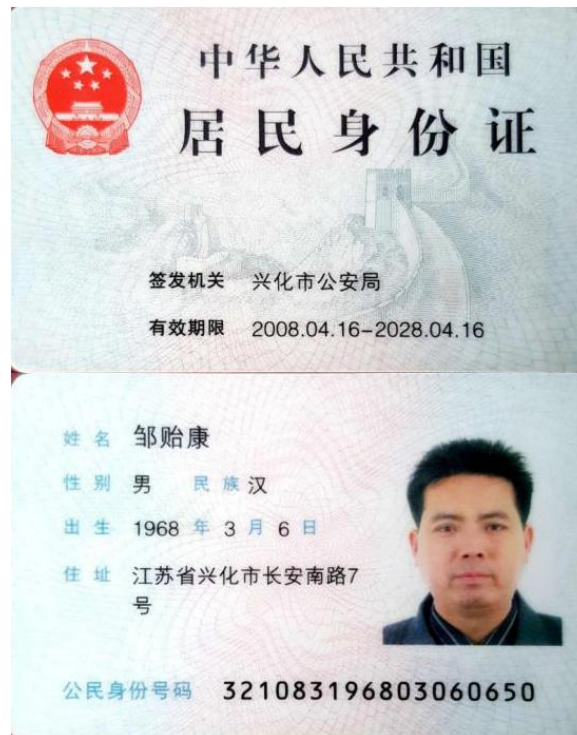 中华人民共和国
居民身份证
签发机关 兴化市公安局
有效期限 2008.04.16-2028.04.16
姓名 邹贻康
性别 男 民族 汉
出生 1968 年 3 月 6 日
住址 江苏省兴化市长安南路7
号
公民身份号码 321083196803060650